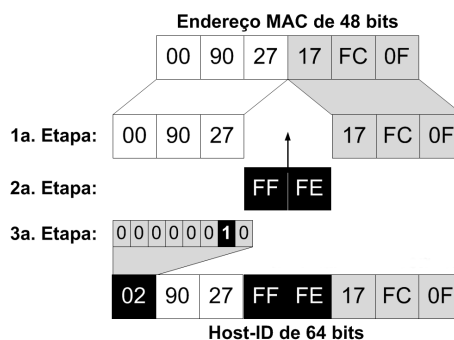 Endereço MAC de 48 bits
00 90 27 17 FC 0F
1a. Etapa: 00 90 27 17 FC 0F
2a. Etapa: FF FE
3a. Etapa: 0 0 0 0 0 0 1 0
02 90 27 FF FE 17 FC 0F
Host-ID de 64 bits